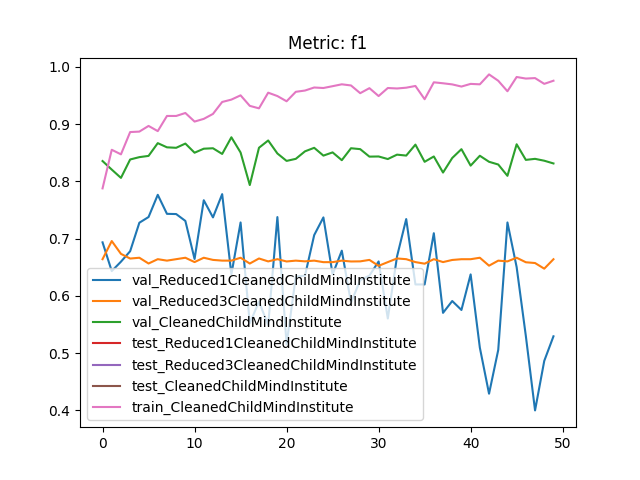 Metric: f1
1.0
0.9
0.8
0.7
0.6
0.5
0.4
val_Reduced1CleanedChildMindInstitute
val_Reduced3CleanedChildMindInstitute
val_CleanedChildMindInstitute
test_Reduced1CleanedChildMindInstitute
test_Reduced3CleanedChildMindInstitute
test_CleanedChildMindInstitute
train_CleanedChildMindInstitute
0 10 20 30 40 50